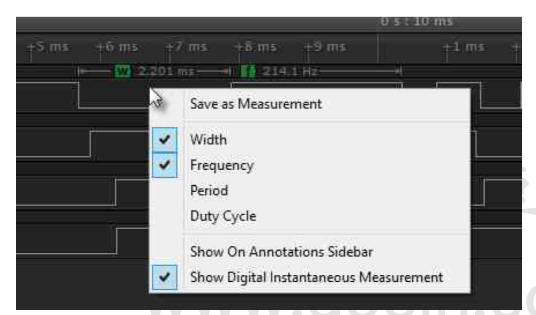 0 s : 10 ms
+5 ms +6 ms +7 ms +8 ms +9 ms +1 ms +
W 2.201 ms f 214.1 Hz
Save as Measurement
Width
Frequency
Period
Duty Cycle
Show On Annotations Sidebar
Show Digital Instantaneous Measurement